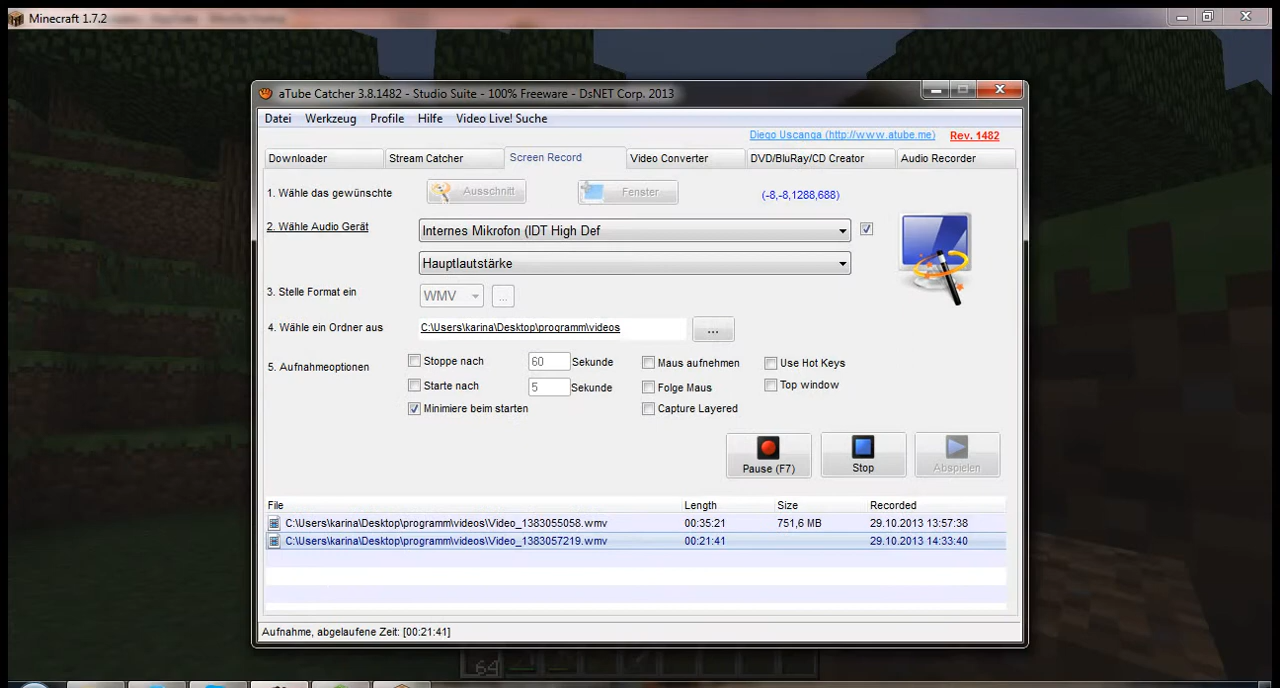 Minecraft 1.7.2
aTube Catcher 3.8.1482 - Studio Suite - 100% Freeware - DsNET Corp. 2013
Datei Werkzeug Profile Hilfe Video Live! Suche
Diego Uscanga (http://www.atube.me) Rev. 1482
Downloader Stream Catcher Screen Record Video Converter DVD/BluRay/CD Creator Audio Recorder
1. Wähle das gewünschte Ausschnitt Fenster (-8,-8,1288,688)
2. Wähle Audio Gerät Internes Mikrofon (IDT High Def
Hauptlautstärke
3. Stelle Format ein WMV ...
4. Wähle ein Ordner aus C:\Users\karina\Desktop\programm\videos ...
5. Aufnahmeoptionen Stoppe nach 60 Sekunde Maus aufnehmen Use Hot Keys
Starte nach 5 Sekunde Folge Maus Top window
Minimiere beim starten Capture Layered
Pause (F7) Stop Abspielen
File Length Size Recorded
C:\Users\karina\Desktop\programm\videos\Video_1383055058.wmv 00:35:21 751,6 MB 29.10.2013 13:57:38
C:\Users\karina\Desktop\programm\videos\Video_1383057219.wmv 00:21:41 29.10.2013 14:33:40
Aufnahme, abgelaufene Zeit: [00:21:41]
64